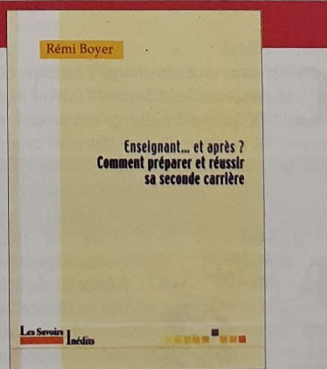 Rémi Boyer
Enseignant... et après ?
Comment préparer et réussir
sa seconde carrière
Les Savoirs Inédits